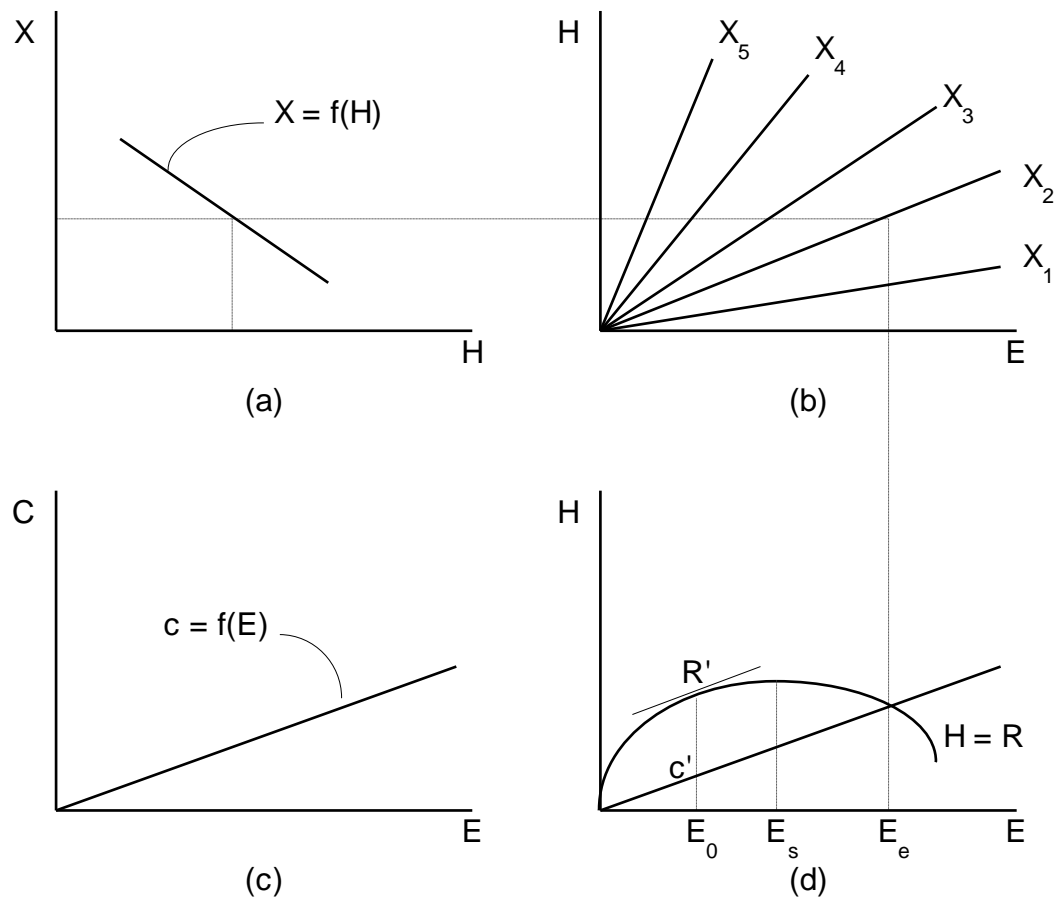 X
X = f(H)
H
(a)
H
X5
X4
X3
X2
X1
E
(b)
C
c = f(E)
E
(c)
H
R'
c'
H = R
E0 Es Ee E
(d)